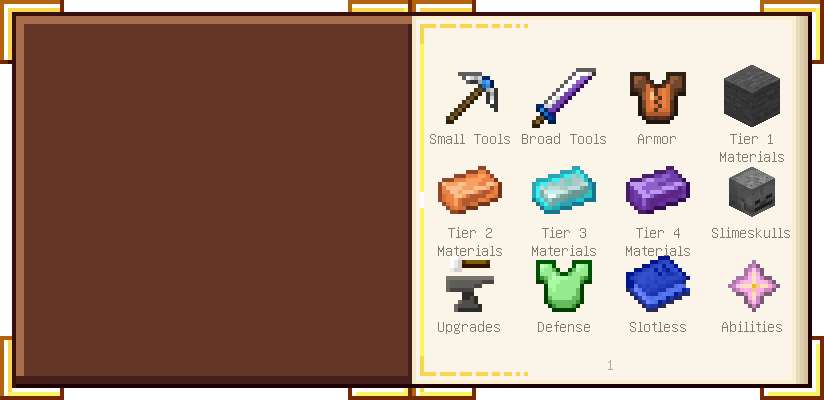 Small Tools Broad Tools Armor Tier 1
Materials
Tier 2 Tier 3 Tier 4 Slimeskulls
Materials Materials Materials
Upgrades Defense Slotless Abilities
1